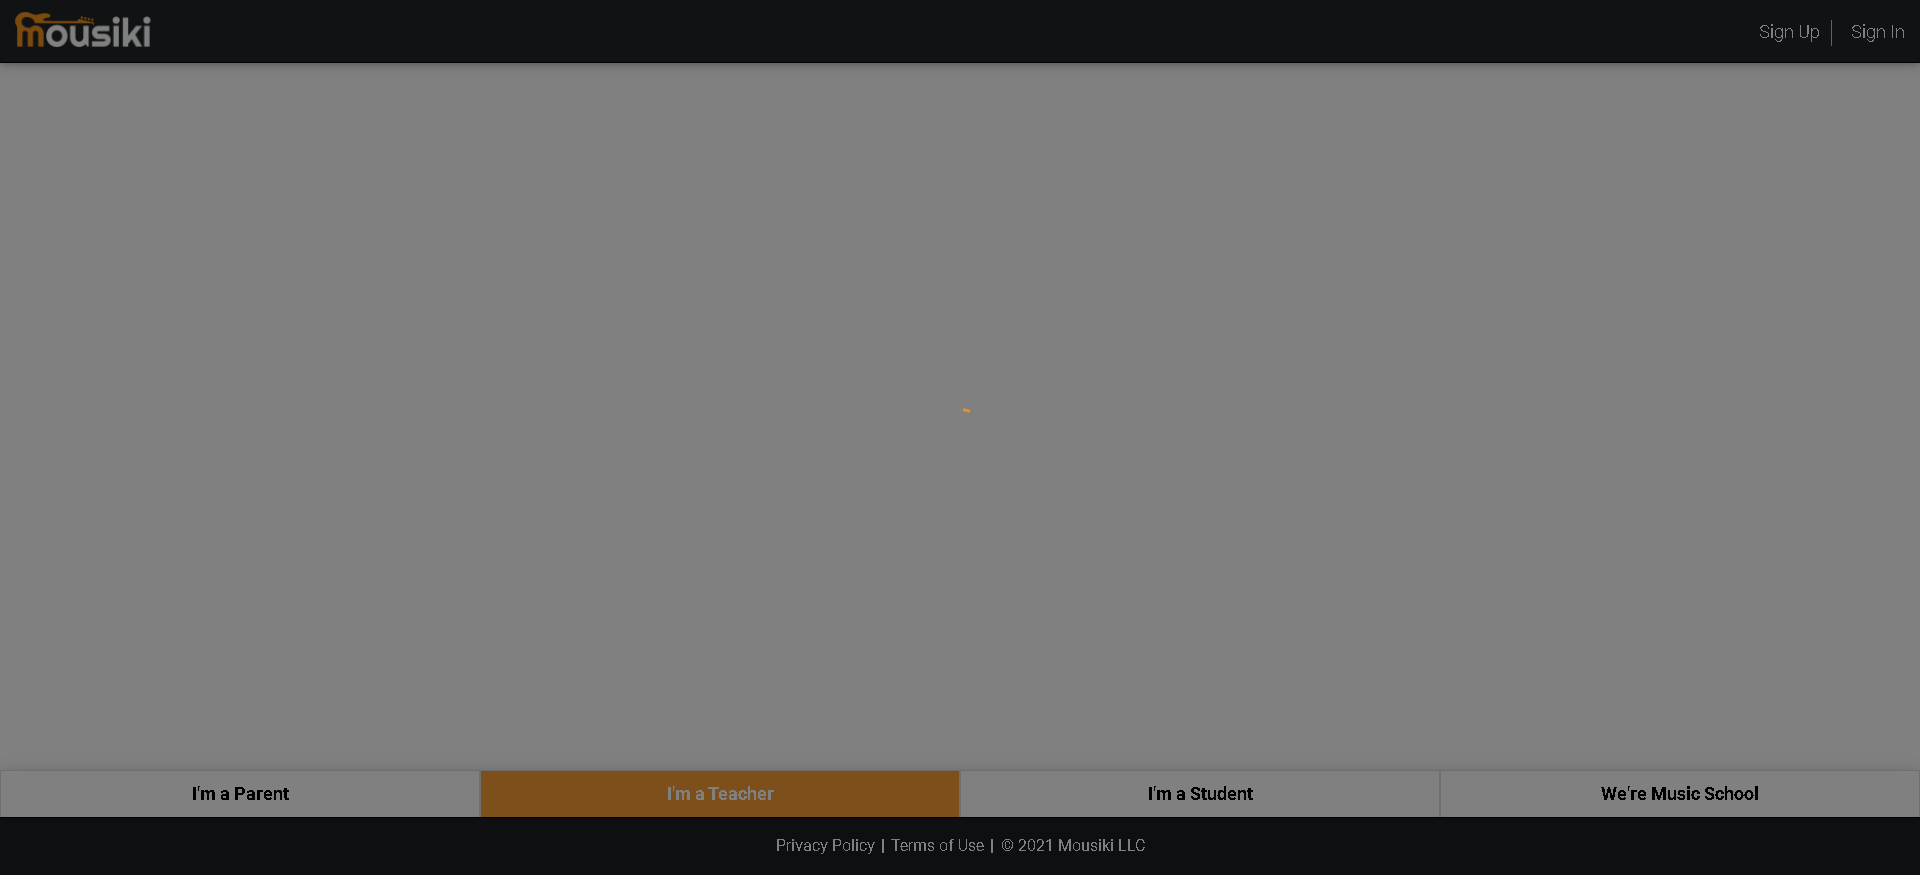 mousiki
Sign Up
Sign In
I'm a Parent
I'm a Teacher
I'm a Student
We're Music School
Privacy Policy | Terms of Use | © 2021 Mousiki LLC